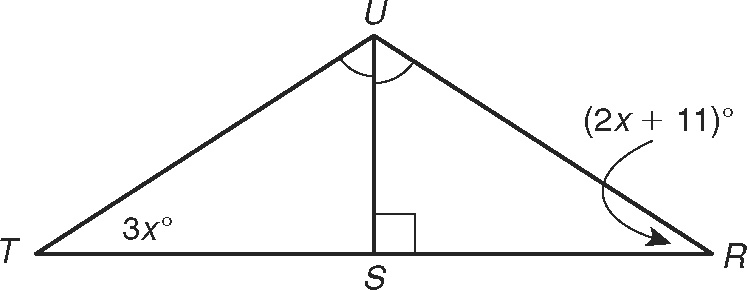 U
(2x + 11)°
3x°
T
S
R